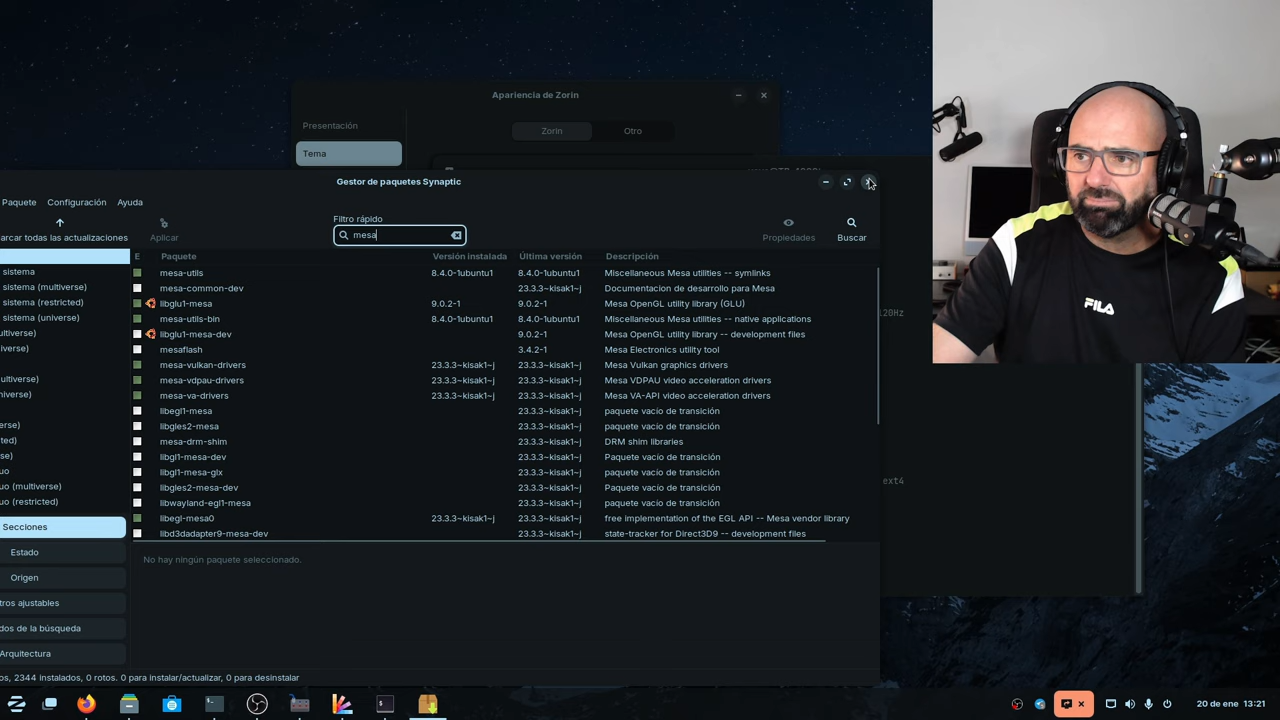 Apariencia de Zorin
Presentación
Zorin
Otro
Tema
Gestor de paquetes Synaptic
Paquete
Configuración
Ayuda
Filtro rápido
mesa
arcar todas las actualizaciones
Aplicar
Propiedades
Buscar
E Paquete Versión instalada Última versión Descripción
mesa-utils 8.4.0-1ubuntu1 8.4.0-1ubuntu1 Miscellaneous Mesa utilities -- symlinks
mesa-common-dev 23.3.3~kisak1~j Documentacion de desarrollo para Mesa
libglu1-mesa 9.0.2-1 9.0.2-1 Mesa OpenGL utility library (GLU)
mesa-utils-bin 8.4.0-1ubuntu1 8.4.0-1ubuntu1 Miscellaneous Mesa utilities -- native applications
libglu1-mesa-dev 9.0.2-1 Mesa OpenGL utility library -- development files
mesaflash 3.4.2-1 Mesa Electronics utility tool
mesa-vulkan-drivers 23.3.3~kisak1~j 23.3.3~kisak1~j Mesa Vulkan graphics drivers
mesa-vdpau-drivers 23.3.3~kisak1~j 23.3.3~kisak1~j Mesa VDPAU video acceleration drivers
mesa-va-drivers 23.3.3~kisak1~j 23.3.3~kisak1~j Mesa VA-API video acceleration drivers
libegl1-mesa 23.3.3~kisak1~j paquete vacío de transición
libgles2-mesa 23.3.3~kisak1~j paquete vacío de transición
mesa-drm-shim 23.3.3~kisak1~j DRM shim libraries
libgl1-mesa-dev 23.3.3~kisak1~j Paquete vacío de transición
libgl1-mesa-glx 23.3.3~kisak1~j paquete vacío de transición
libgles2-mesa-dev 23.3.3~kisak1~j Paquete vacío de transición
libwayland-egl1-mesa 23.3.3~kisak1~j paquete vacío de transición
libegl-mesa0 23.3.3~kisak1~j 23.3.3~kisak1~j free implementation of the EGL API -- Mesa vendor library
libd3dadapter9-mesa-dev 23.3.3~kisak1~j state-tracker for Direct3D9 -- development files
sistema
sistema (multiverse)
sistema (restricted)
sistema (universe)
ultiverse)
iverse)
ultiverse)
niverse)
erse)
ted)
se)
uo
uo (multiverse)
uo (restricted)
Secciones
Estado
Origen
tros ajustables
dos de la búsqueda
Arquitectura
No hay ningún paquete seleccionado.
os, 2344 instalados, 0 rotos. 0 para instalar/actualizar, 0 para desinstalar
120Hz
ext4
FILA
20 de ene 13:21